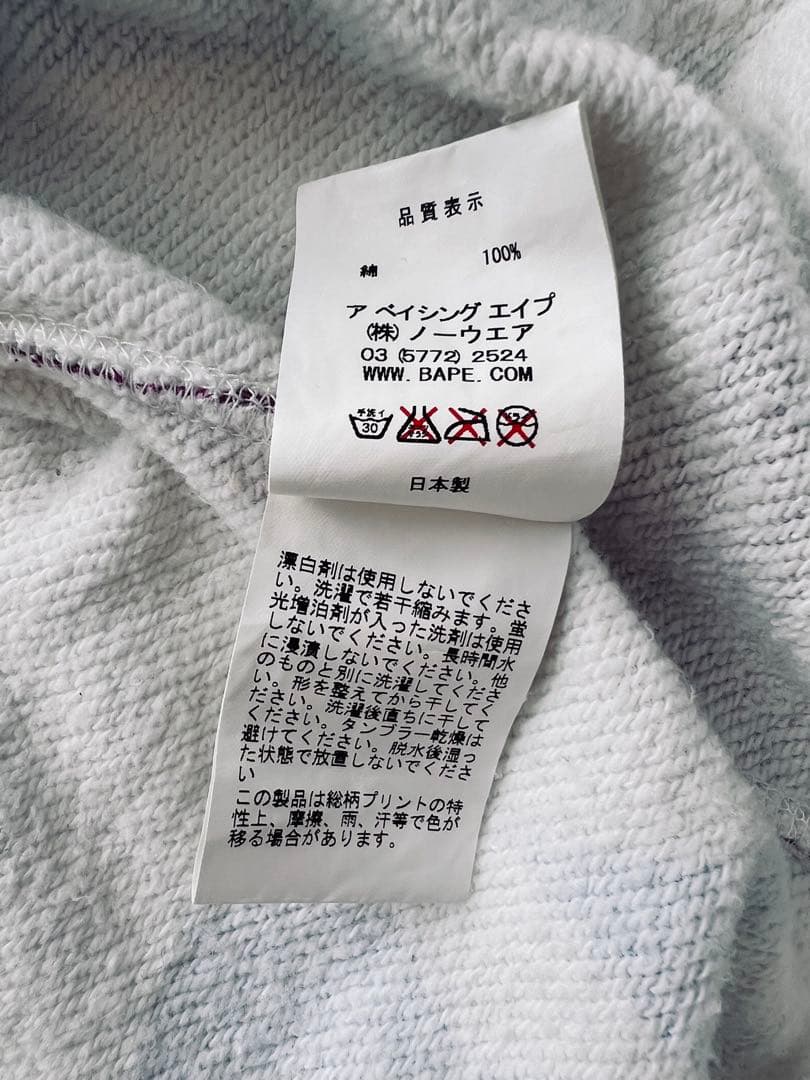 品質表示
綿 100%
ア ベイシング エイプ
(株) ノーウエア
03 (5772) 2524
WWW. BAPE. COM
手洗イ
30
日本製
漂白剤は使用しないでくださ
い。洗濯で若干縮みます。蛍
光増泊剤が入った洗剤は使用
しないでください。長時間水
に浸漬しないでください。他
のものと別に洗濯してくださ
い。形を整えてから干してく
ださい。洗濯後直ちに干して
ください。タンブラー乾燥は
避けてください。脱水後湿っ
た状態で放置しないでくださ
い
この製品は総柄プリントの特
性上、摩擦、雨、汗等で色が
移る場合があります。